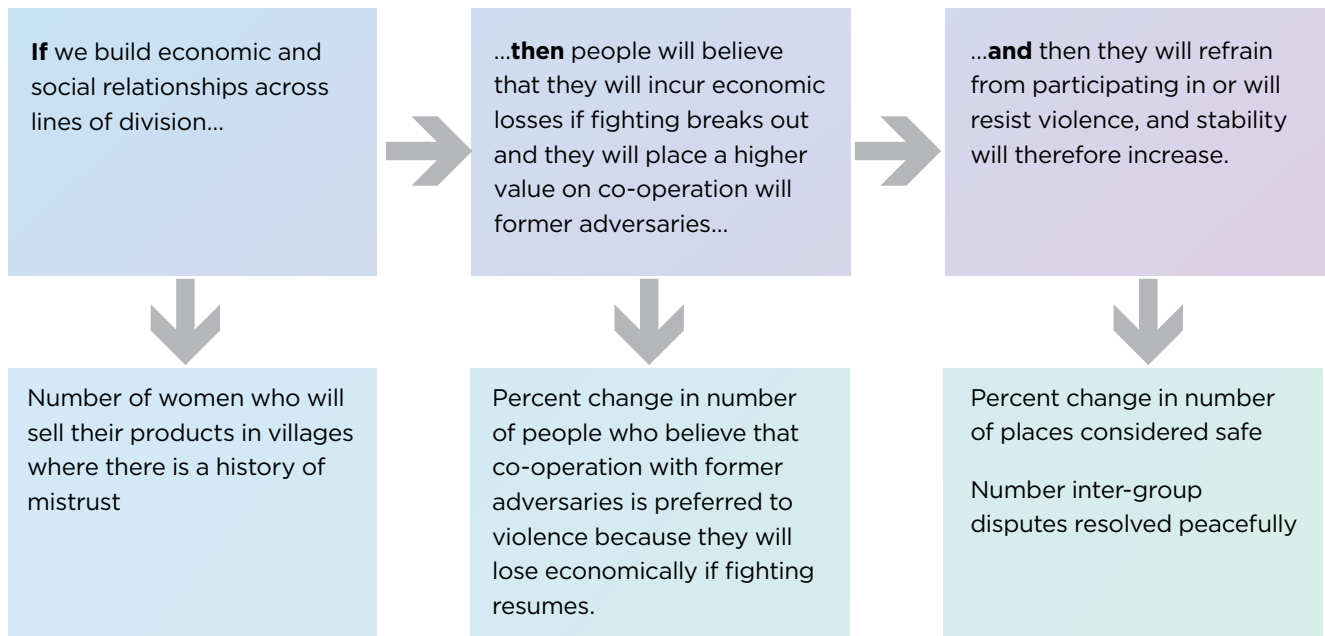 If we build economic and
social relationships across
lines of division...
...then people will believe
that they will incur economic
losses if fighting breaks out
and they will place a higher
value on co-operation will
former adversaries...
...and then they will refrain
from participating in or will
resist violence, and stability
will therefore increase.
Number of women who will
sell their products in villages
where there is a history of
mistrust
Percent change in number
of people who believe that
co-operation with former
adversaries is preferred to
violence because they will
lose economically if fighting
resumes.
Percent change in number
of places considered safe
Number inter-group
disputes resolved peacefully